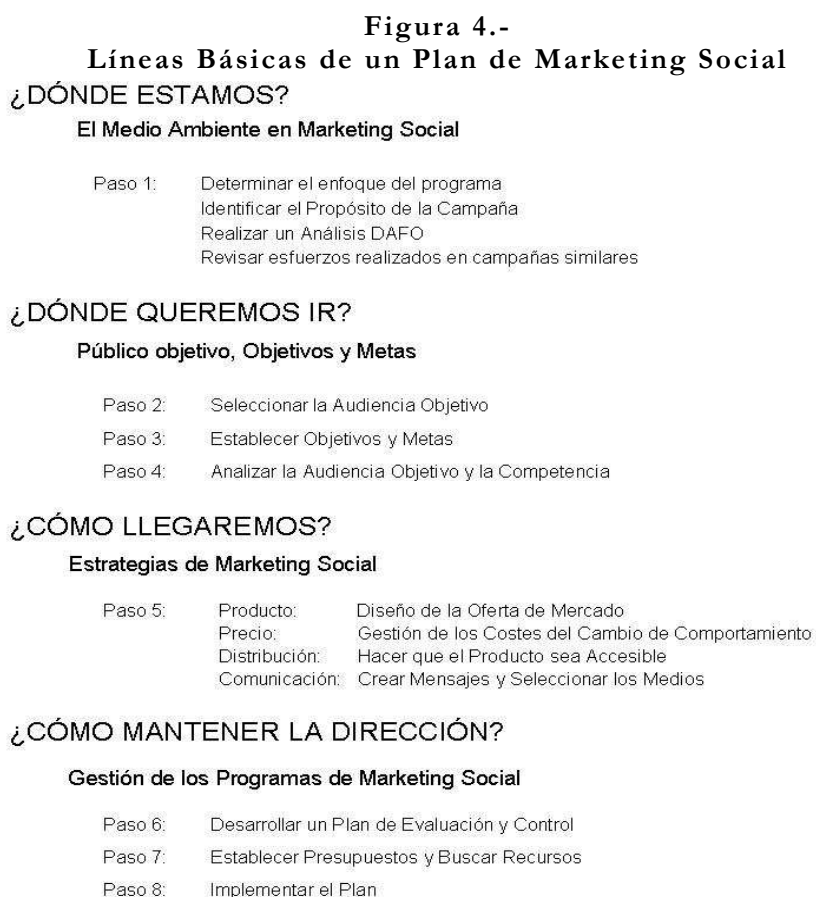 Figura 4.-
Líneas Básicas de un Plan de Marketing Social
¿DÓNDE ESTAMOS?
El Medio Ambiente en Marketing Social
Paso 1: Determinar el enfoque del programa
Identificar el Propósito de la Campaña
Realizar un Análisis DAFO
Revisar esfuerzos realizados en campañas similares
¿DÓNDE QUEREMOS IR?
Público objetivo, Objetivos y Metas
Paso 2: Seleccionar la Audiencia Objetivo
Paso 3: Establecer Objetivos y Metas
Paso 4: Analizar la Audiencia Objetivo y la Competencia
¿CÓMO LLEGAREMOS?
Estrategias de Marketing Social
Paso 5: Producto: Diseño de la Oferta de Mercado
Precio: Gestión de los Costes del Cambio de Comportamiento
Distribución: Hacer que el Producto sea Accesible
Comunicación: Crear Mensajes y Seleccionar los Medios
¿CÓMO MANTENER LA DIRECCIÓN?
Gestión de los Programas de Marketing Social
Paso 6: Desarrollar un Plan de Evaluación y Control
Paso 7: Establecer Presupuestos y Buscar Recursos
Paso 8: Implementar el Plan